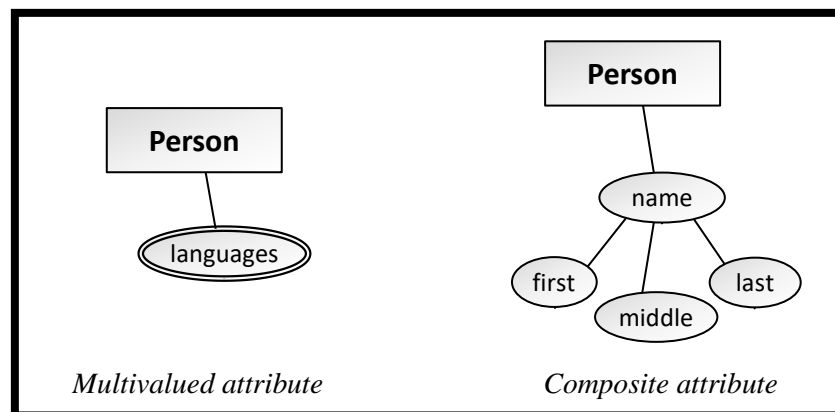 Person
languages
Multivalued attribute
Person
name
first
middle
last
Composite attribute